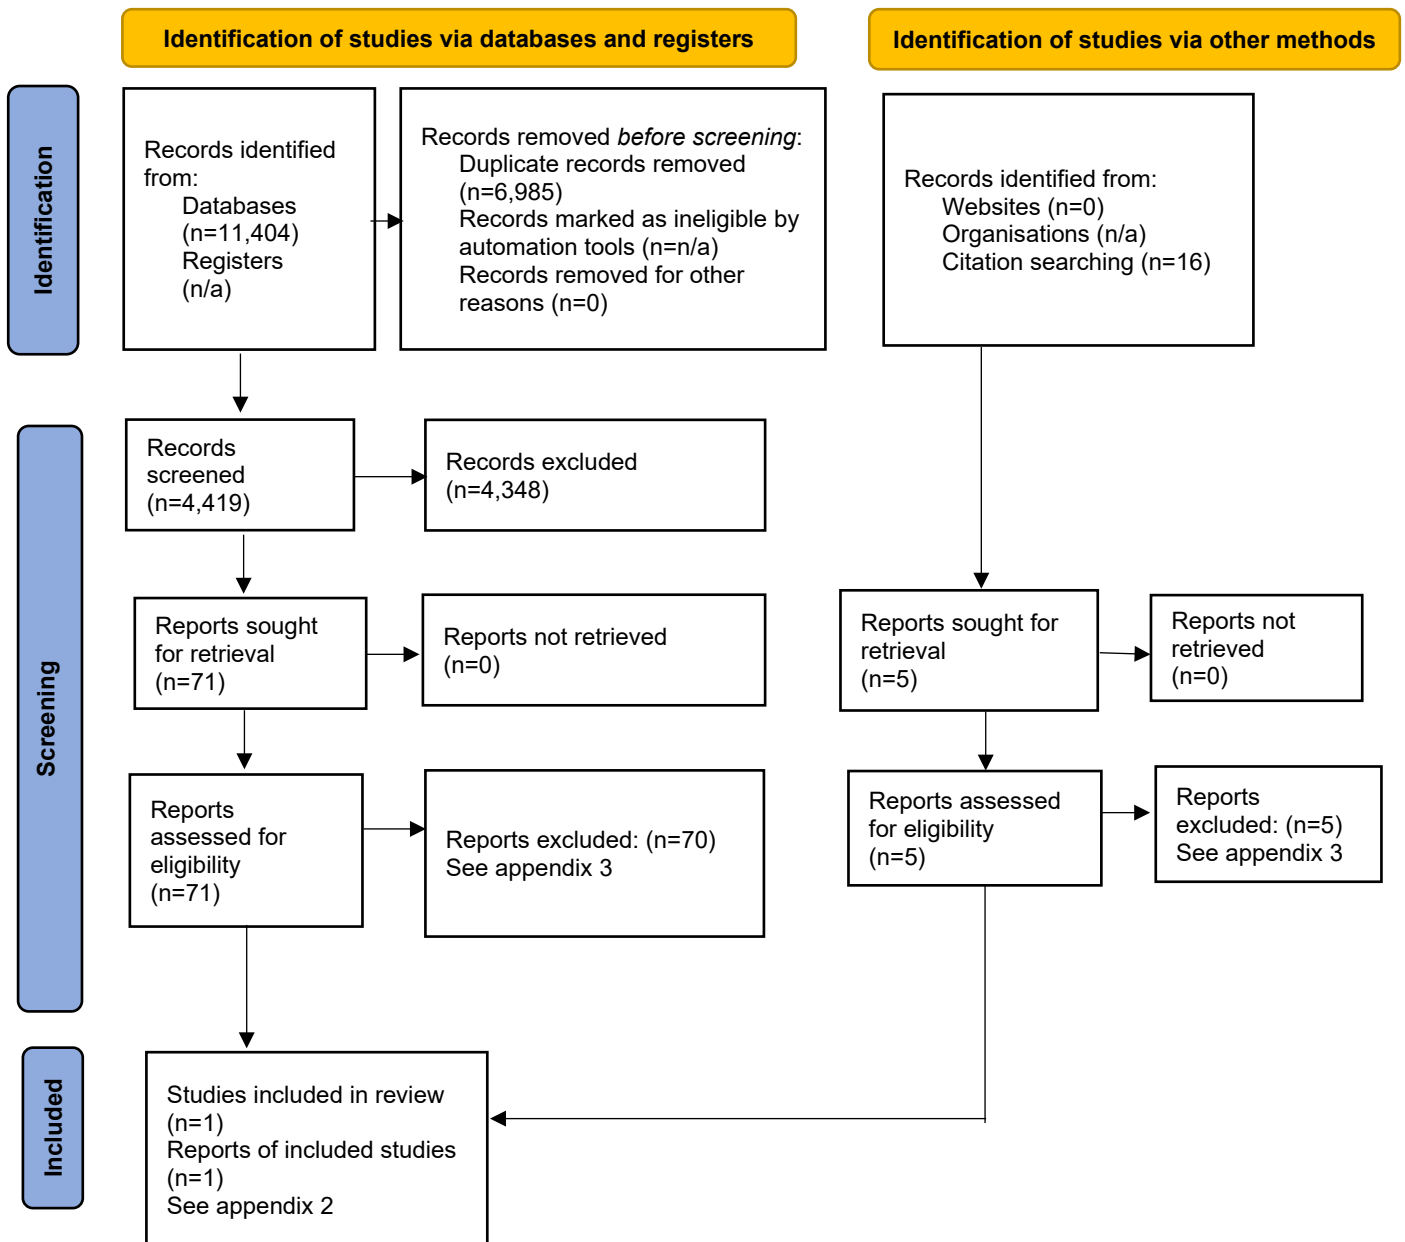 Identification of studies via databases and registers
Identification of studies via other methods
Identification
Records identified
from:
Databases
(n=11,404)
Registers
(n/a)
Records removed before screening:
Duplicate records removed
(n=6,985)
Records marked as ineligible by
automation tools (n=n/a)
Records removed for other
reasons (n=0)
Records identified from:
Websites (n=0)
Organisations (n/a)
Citation searching (n=16)
Screening
Records
screened
(n=4,419)
Records excluded
(n=4,348)
Reports sought
for retrieval
(n=71)
Reports not retrieved
(n=0)
Reports sought for
retrieval
(n=5)
Reports not
retrieved
(n=0)
Reports
assessed for
eligibility
(n=71)
Reports excluded: (n=70)
See appendix 3
Reports assessed
for eligibility
(n=5)
Reports
excluded: (n=5)
See appendix 3
Included
Studies included in review
(n=1)
Reports of included studies
(n=1)
See appendix 2